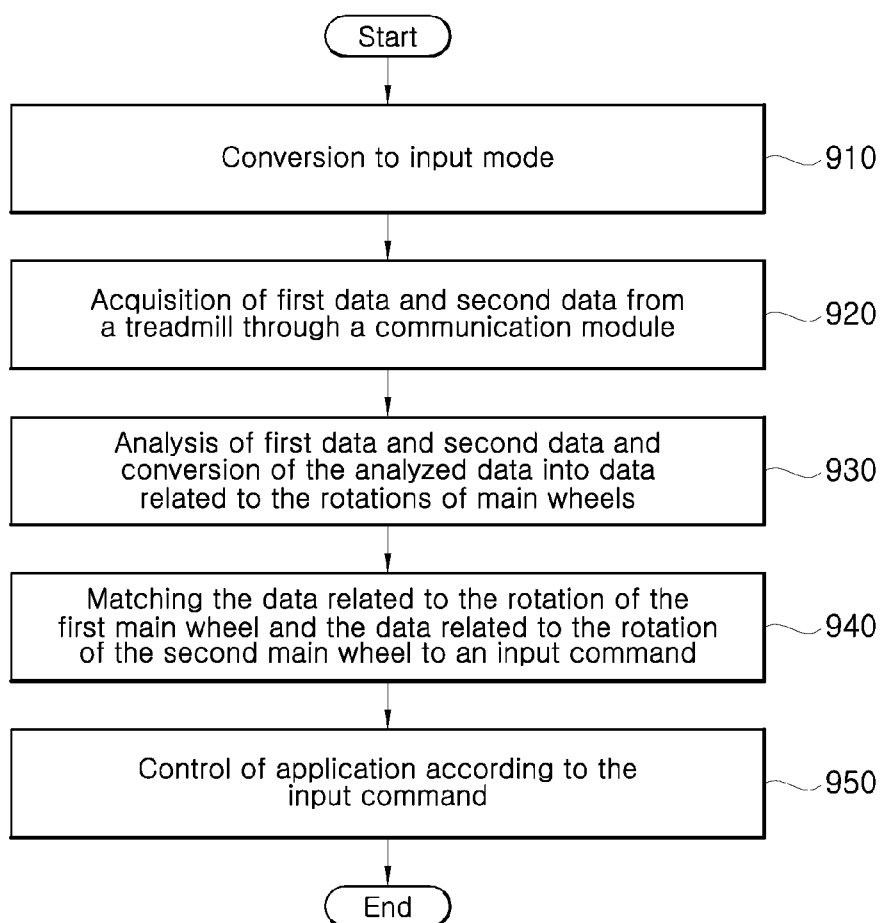 Start
Conversion to input mode
910
Acquisition of first data and second data from
a treadmill through a communication module
920
Analysis of first data and second data and
conversion of the analyzed data into data
related to the rotations of main wheels
930
Matching the data related to the rotation of the
first main wheel and the data related to the rotation
of the second main wheel to an input command
940
Control of application according to the
input command
950
End